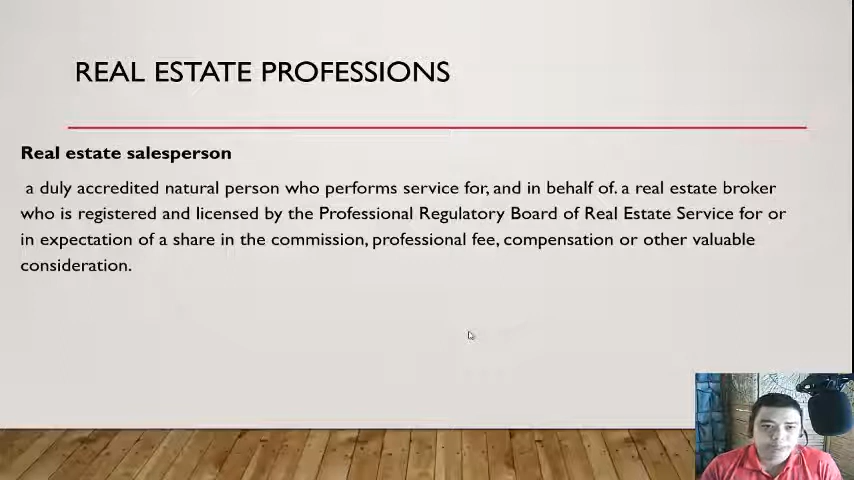 REAL ESTATE PROFESSIONS
Real estate salesperson
a duly accredited natural person who performs service for, and in behalf of. a real estate broker
who is registered and licensed by the Professional Regulatory Board of Real Estate Service for or
in expectation of a share in the commission, professional fee, compensation or other valuable
consideration.